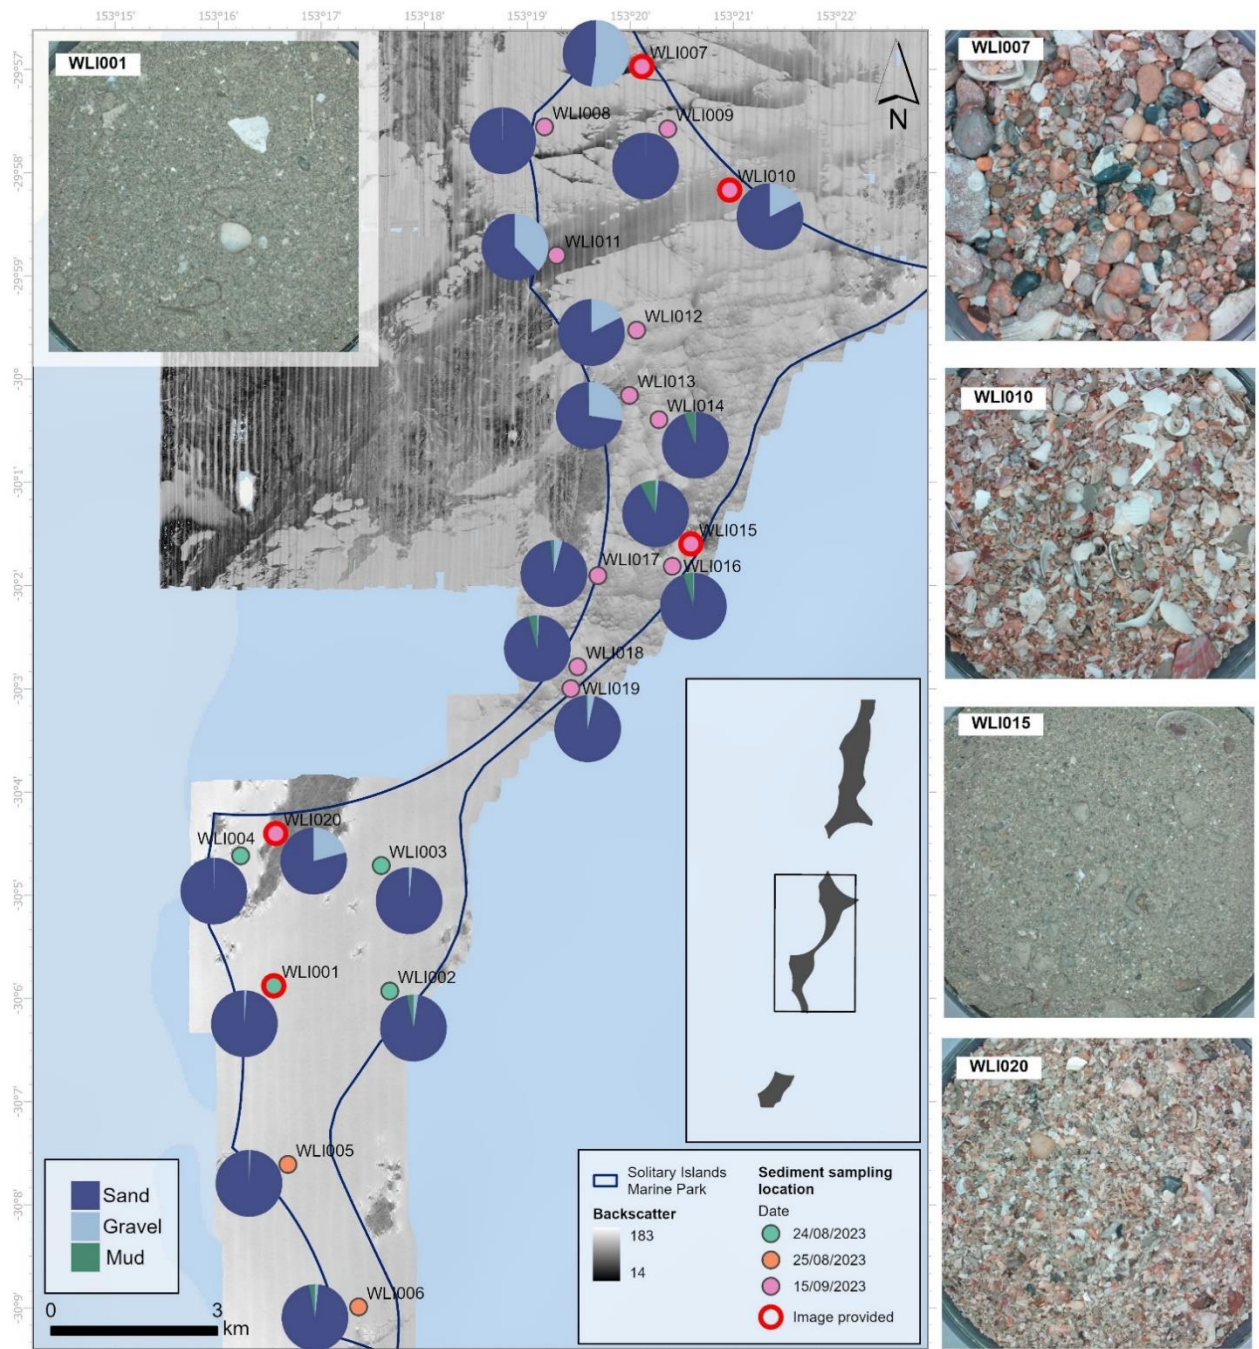 153°15' 153°16' 153°17' 153°18' 153°19' 153°20' 153°21' 153°22'
-29°57'
-29°58'
-29°59'
-30°
-30°1'
-30°2'
-30°3'
-30°4'
-30°5'
-30°6'
-30°7'
-30°8'
-30°9'
WLI001
WLI007
N
WLI008
WLI009
WLI010
WLI011
WLI012
WLI013
WLI014
WLI015
WLI017
WLI016
WLI018
WLI019
WLI020
WLI004
WLI003
WLI001
WLI002
WLI005
WLI006
Sand
Gravel
Mud
0 3
km
Solitary Islands
Marine Park
Backscatter
183
14
Sediment sampling
location
Date
24/08/2023
25/08/2023
15/09/2023
Image provided
WLI007
WLI010
WLI015
WLI020